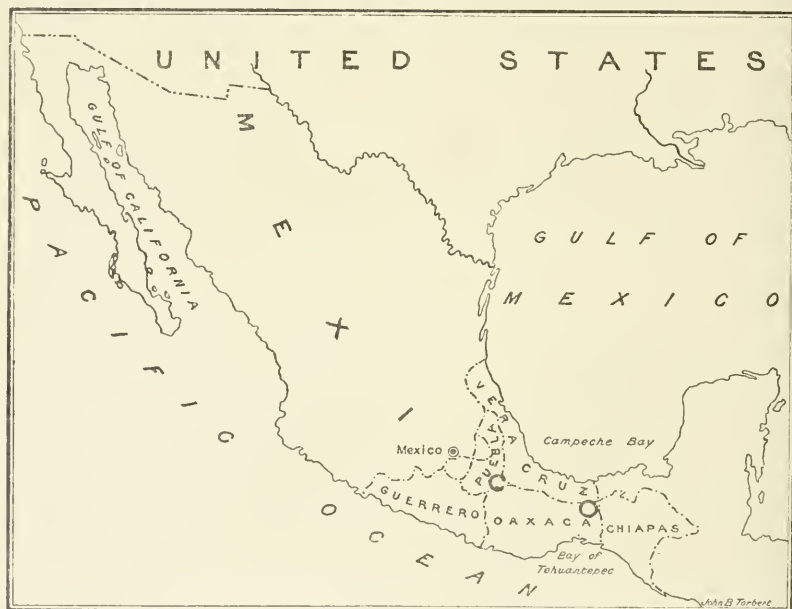 UNITED STATES
MEXICO
GULF OF CALIFORNIA
PACIFIC OCEAN
GULF OF
MEXICO
VERA CRUZ
PUEBLA
Mexico
Campeche Bay
GUERRERO
OAXACA
CHIAPAS
Bay of
Tehuantepec
John B Torbert